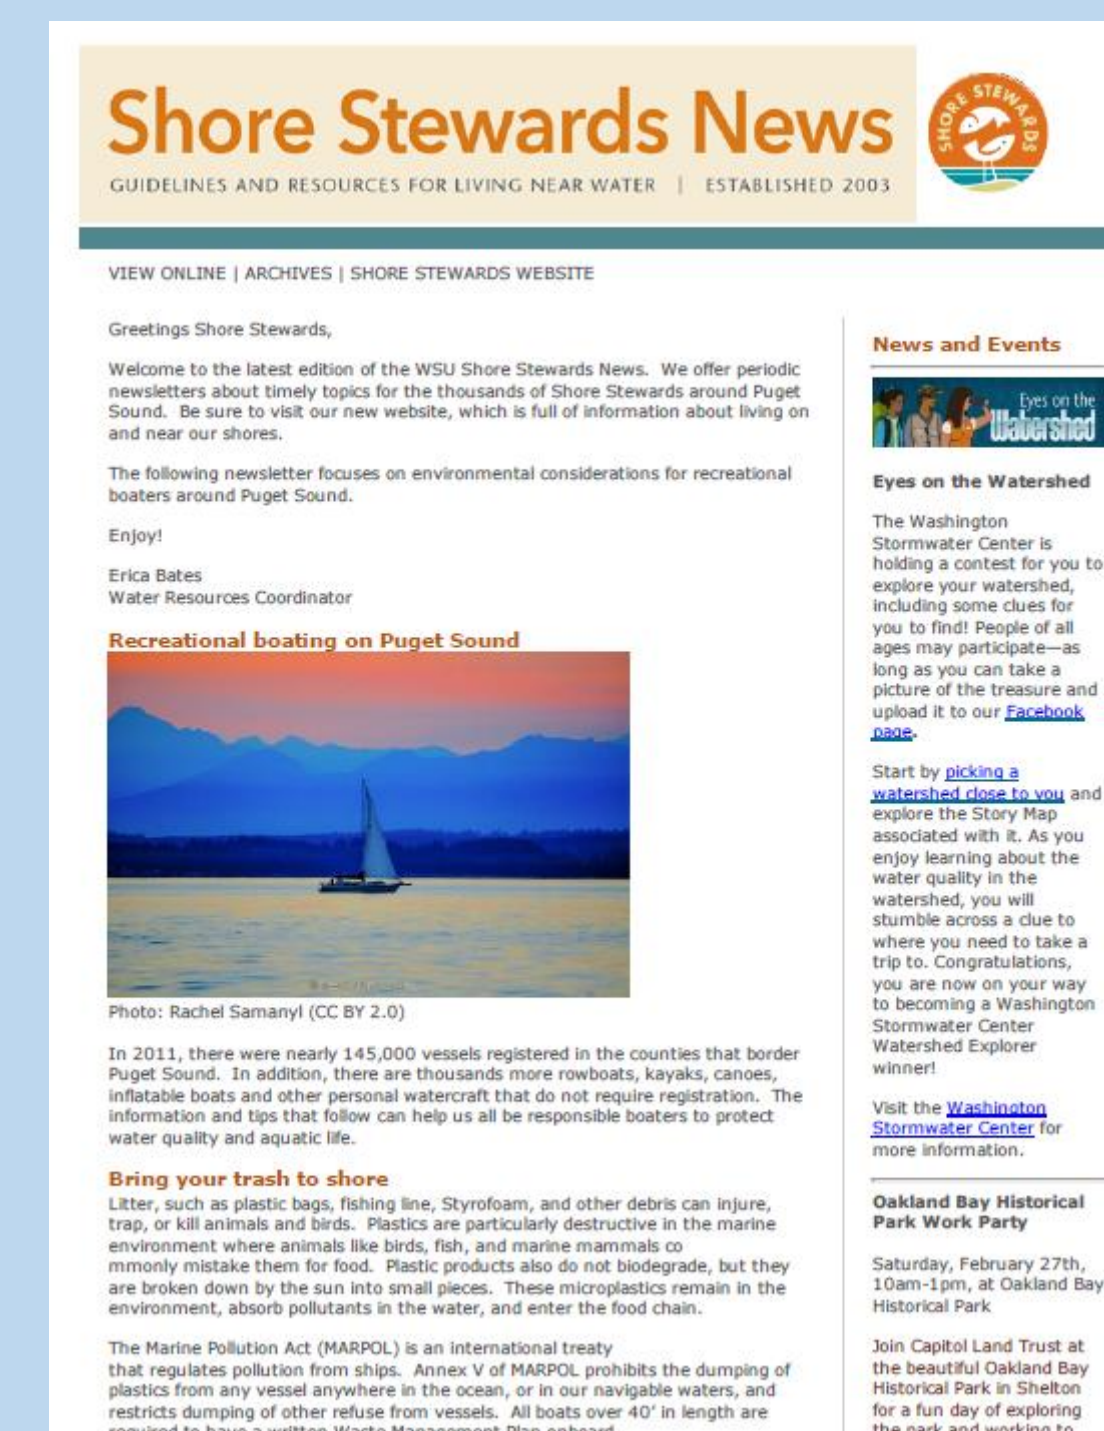 Shore Stewards News
GUIDELINES AND RESOURCES FOR LIVING NEAR WATER | ESTABLISHED 2003
SHORE STEWARDS
VIEW ONLINE | ARCHIVES | SHORE STEWARDS WEBSITE
Greetings Shore Stewards,
Welcome to the latest edition of the WSU Shore Stewards News.  We offer periodic
newsletters about timely topics for the thousands of Shore Stewards around Puget
Sound.  Be sure to visit our new website, which is full of information about living on
and near our shores.
The following newsletter focuses on environmental considerations for recreational
boaters around Puget Sound.
Enjoy!
Erica Bates
Water Resources Coordinator
Recreational boating on Puget Sound
Photo: Rachel Samanyl (CC BY 2.0)
In 2011, there were nearly 145,000 vessels registered in the counties that border
Puget Sound.  In addition, there are thousands more rowboats, kayaks, canoes,
inflatable boats and other personal watercraft that do not require registration.  The
information and tips that follow can help us all be responsible boaters to protect
water quality and aquatic life.
Bring your trash to shore
Litter, such as plastic bags, fishing line, Styrofoam, and other debris can injure,
trap, or kill animals and birds.  Plastics are particularly destructive in the marine
environment where animals like birds, fish, and marine mammals co
mmonly mistake them for food.  Plastic products also do not biodegrade, but they
are broken down by the sun into small pieces.  These microplastics remain in the
environment, absorb pollutants in the water, and enter the food chain.
The Marine Pollution Act (MARPOL) is an international treaty
that regulates pollution from ships.  Annex V of MARPOL prohibits the dumping of
plastics from any vessel anywhere in the ocean, or in our navigable waters, and
restricts dumping of other refuse from vessels.  All boats over 40' in length are
required to have a written Waste Management Plan onboard.
News and Events
Eyes on the
Watershed
Eyes on the Watershed
The Washington
Stormwater Center is
holding a contest for you to
explore your watershed,
including some clues for
you to find! People of all
ages may participate—as
long as you can take a
picture of the treasure and
upload it to our Facebook
page.
Start by picking a
watershed close to you and
explore the Story Map
associated with it. As you
enjoy learning about the
water quality in the
watershed, you will
stumble across a clue to
where you need to take a
trip to. Congratulations,
you are now on your way
to becoming a Washington
Stormwater Center
Watershed Explorer
winner!
Visit the Washington
Stormwater Center for
more information.
Oakland Bay Historical
Park Work Party
Saturday, February 27th,
10am-1pm, at Oakland Bay
Historical Park
Join Capitol Land Trust at
the beautiful Oakland Bay
Historical Park in Shelton
for a fun day of exploring
the park and working to